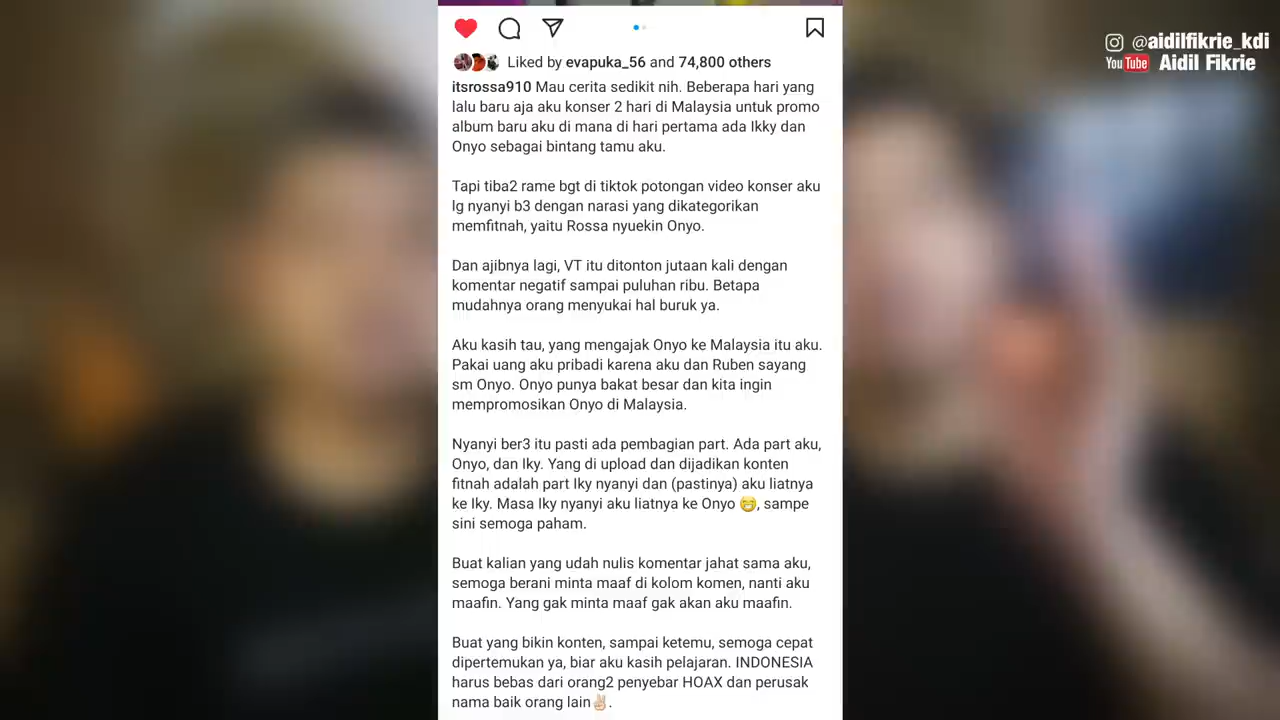 @aidilfikrie_kdi
YouTube Aidil Fikrie
Liked by evapuka_56 and 74,800 others
itsrossa910 Mau cerita sedikit nih. Beberapa hari yang
lalu baru aja aku konser 2 hari di Malaysia untuk promo
album baru aku di mana di hari pertama ada Ikky dan
Onyo sebagai bintang tamu aku.
Tapi tiba2 rame bgt di tiktok potongan video konser aku
lg nyanyi b3 dengan narasi yang dikategorikan
memfitnah, yaitu Rossa nyuekin Onyo.
Dan ajibnya lagi, VT itu ditonton jutaan kali dengan
komentar negatif sampai puluhan ribu. Betapa
mudahnya orang menyukai hal buruk ya.
Aku kasih tau, yang mengajak Onyo ke Malaysia itu aku.
Pakai uang aku pribadi karena aku dan Ruben sayang
sm Onyo. Onyo punya bakat besar dan kita ingin
mempromosikan Onyo di Malaysia.
Nyanyi ber3 itu pasti ada pembagian part. Ada part aku,
Onyo, dan Iky. Yang di upload dan dijadikan konten
fitnah adalah part Iky nyanyi dan (pastinya) aku liatnya
ke Iky. Masa Iky nyanyi aku liatnya ke Onyo 😁, sampe
sini semoga paham.
Buat kalian yang udah nulis komentar jahat sama aku,
semoga berani minta maaf di kolom komen, nanti aku
maafin. Yang gak minta maaf gak akan aku maafin.
Buat yang bikin konten, sampai ketemu, semoga cepat
dipertemukan ya, biar aku kasih pelajaran. INDONESIA
harus bebas dari orang2 penyebar HOAX dan perusak
nama baik orang lain✌🏻.